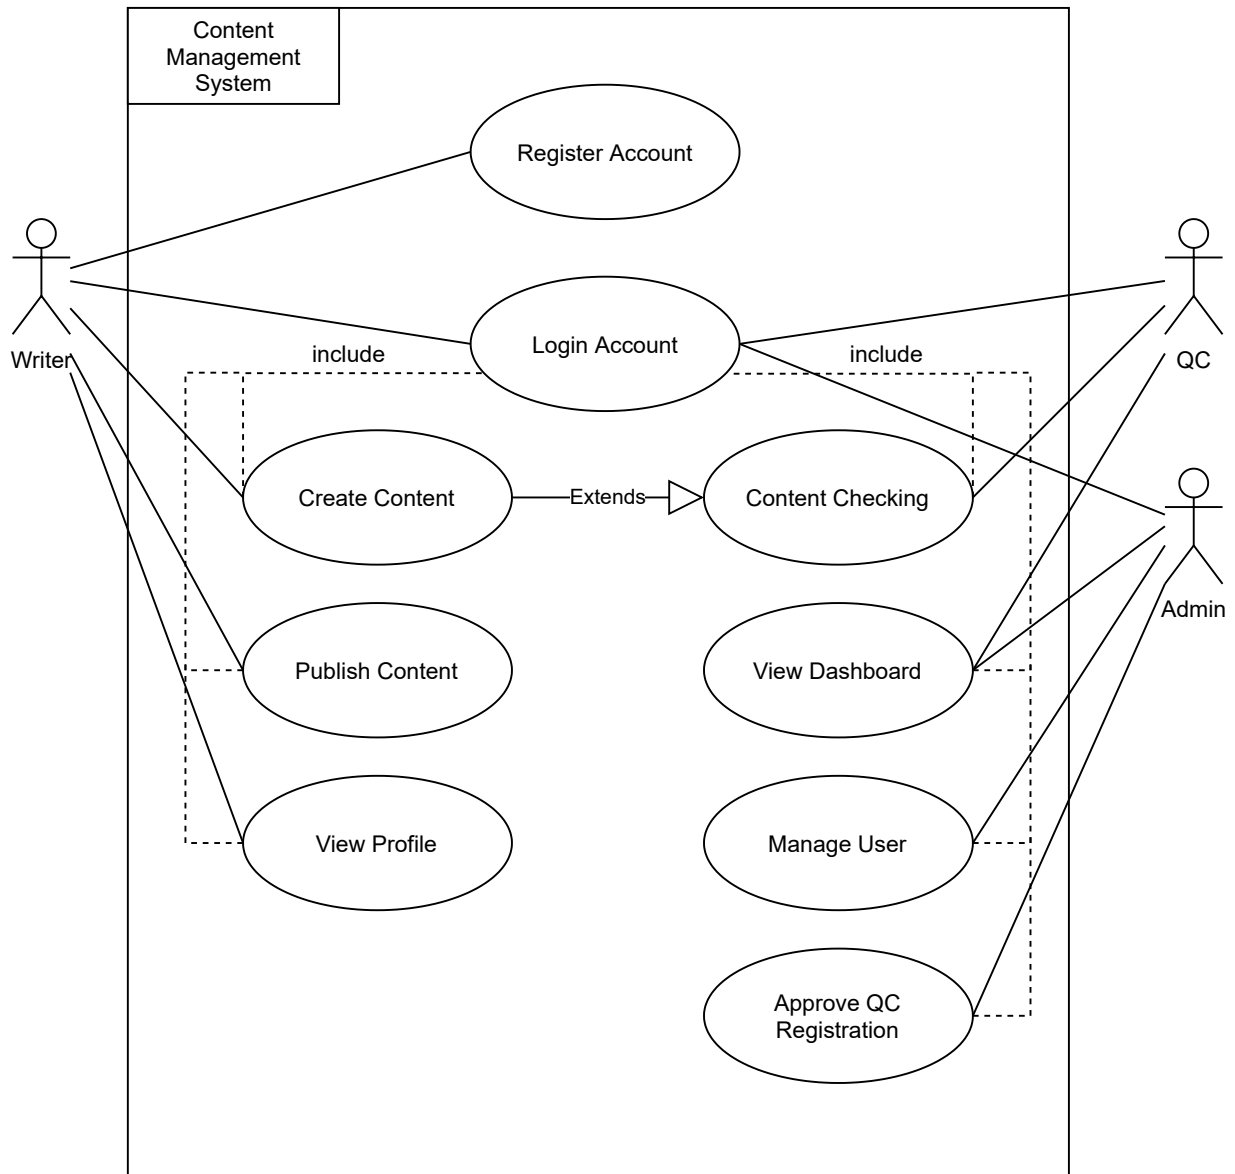 Content
Management
System
Register Account
Login Account
Writer
include
include
QC
Create Content
Extends
Content Checking
Admin
Publish Content
View Dashboard
View Profile
Manage User
Approve QC
Registration